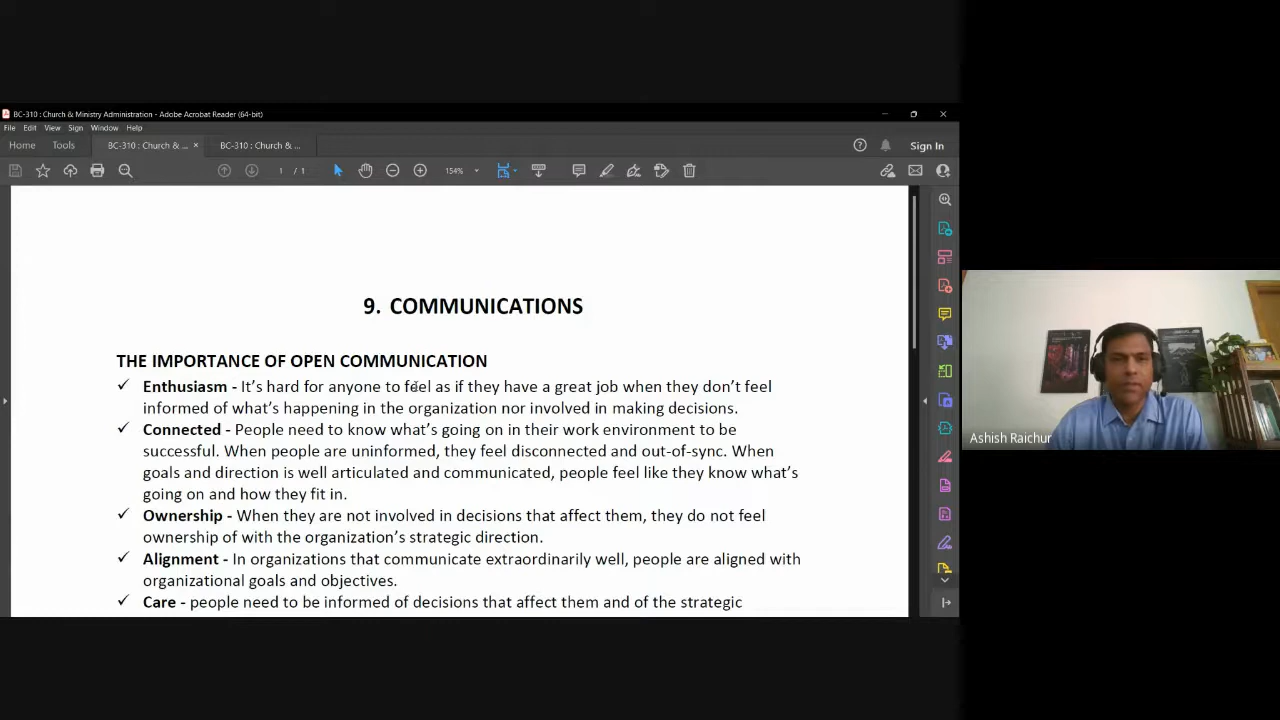 BC-310 : Church & Ministry Administration - Adobe Acrobat Reader (64-bit)
File Edit View Sign Window Help
Home Tools BC-310 : Church & ... × BC-310 : Church & ... Sign In
1 / 1 154%
9. COMMUNICATIONS
THE IMPORTANCE OF OPEN COMMUNICATION
✓ Enthusiasm - It's hard for anyone to feel as if they have a great job when they don't feel
informed of what's happening in the organization nor involved in making decisions.
✓ Connected - People need to know what's going on in their work environment to be
successful. When people are uninformed, they feel disconnected and out-of-sync. When
goals and direction is well articulated and communicated, people feel like they know what's
going on and how they fit in.
✓ Ownership - When they are not involved in decisions that affect them, they do not feel
ownership of with the organization's strategic direction.
✓ Alignment - In organizations that communicate extraordinarily well, people are aligned with
organizational goals and objectives.
✓ Care - people need to be informed of decisions that affect them and of the strategic
Ashish Raichur